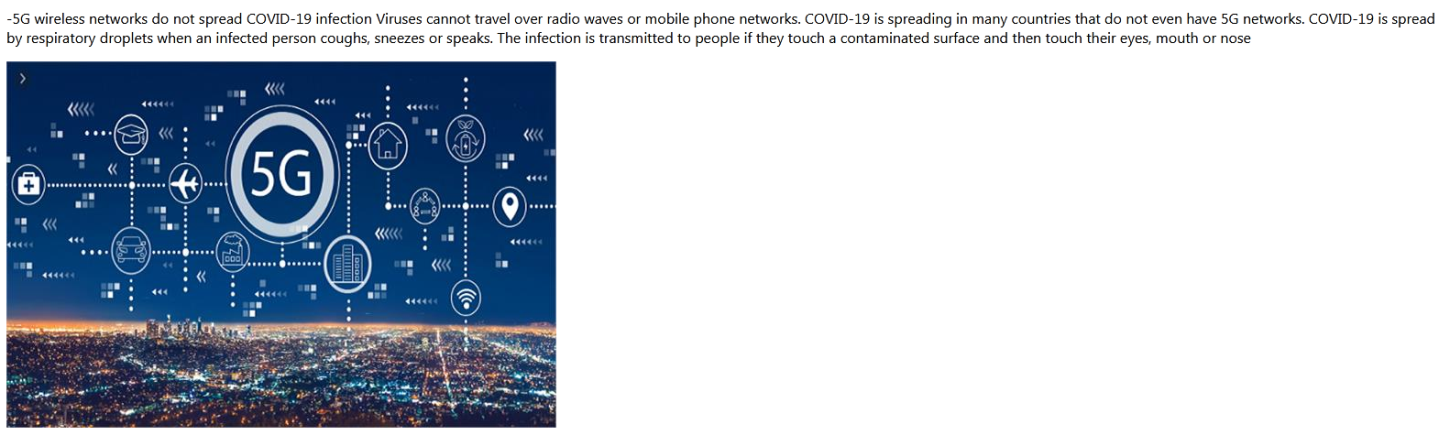 -5G wireless networks do not spread COVID-19 infection Viruses cannot travel over radio waves or mobile phone networks. COVID-19 is spreading in many countries that do not even have 5G networks. COVID-19 is spread
by respiratory droplets when an infected person coughs, sneezes or speaks. The infection is transmitted to people if they touch a contaminated surface and then touch their eyes, mouth or nose
5G